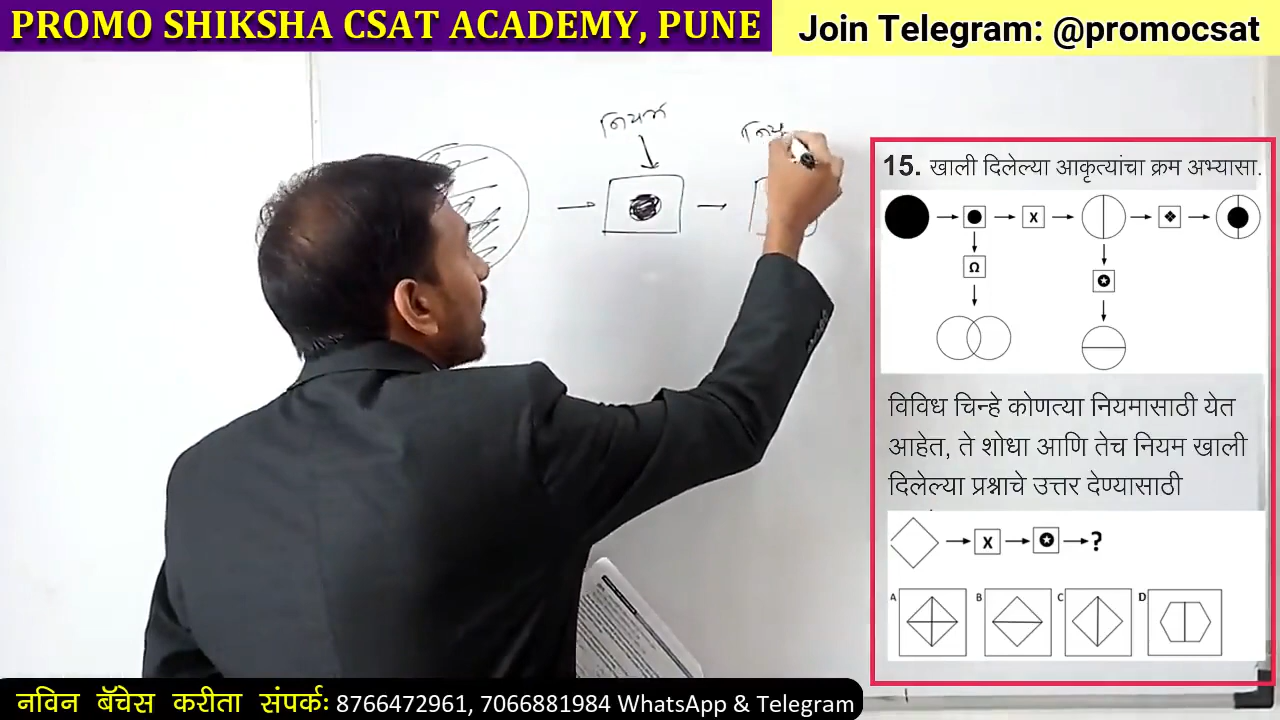 PROMO SHIKSHA CSAT ACADEMY, PUNE
Join Telegram: @promocsat
नियम
15. खाली दिलेल्या आकृत्यांचा क्रम अभ्यासा.
X
Ω
विविध चिन्हे कोणत्या नियमासाठी येत
आहेत, ते शोधा आणि तेच नियम खाली
दिलेल्या प्रश्नाचे उत्तर देण्यासाठी
X ?
A B C D
नविन बॅचेस करीता संपर्कः 8766472961, 7066881984 WhatsApp & Telegram